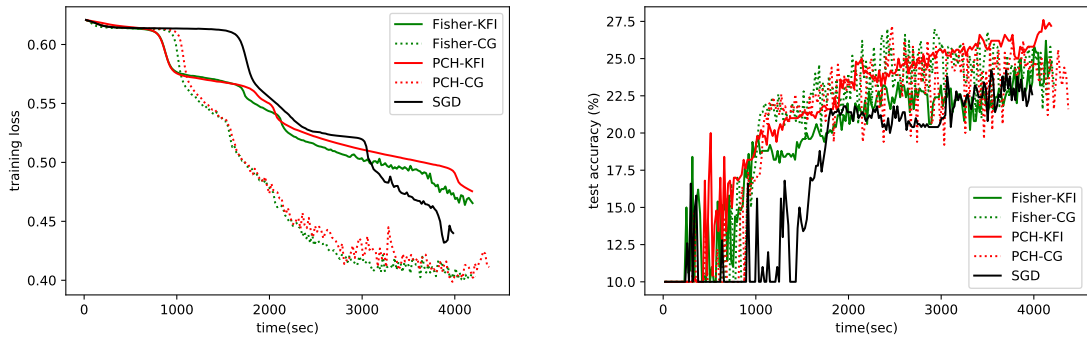 training loss
0.60
0.55
0.50
0.45
0.40
0
1000
2000
3000
4000
time(sec)
Fisher-KFI
Fisher-CG
PCH-KFI
PCH-CG
SGD
test accuracy (%)
27.5
25.0
22.5
20.0
17.5
15.0
12.5
10.0
0
1000
2000
3000
4000
time(sec)
Fisher-KFI
Fisher-CG
PCH-KFI
PCH-CG
SGD